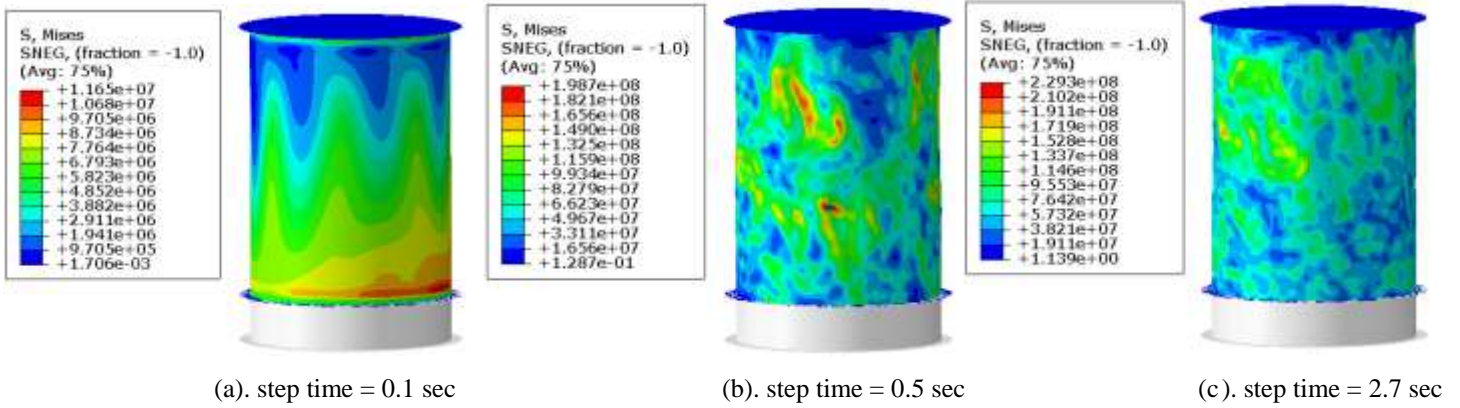 S, Mises
SNEG, (fraction = -1.0)
(Avg: 75%)
+1.165e+07
+1.068e+07
+9.705e+06
+8.734e+06
+7.764e+06
+6.793e+06
+5.823e+06
+4.852e+06
+3.882e+06
+2.911e+06
+1.941e+06
+9.705e+05
+1.706e-03
S, Mises
SNEG, (fraction = -1.0)
(Avg: 75%)
+1.987e+08
+1.821e+08
+1.656e+08
+1.490e+08
+1.325e+08
+1.159e+08
+9.934e+07
+8.279e+07
+6.623e+07
+4.967e+07
+3.311e+07
+1.656e+07
+1.287e-01
S, Mises
SNEG, (fraction = -1.0)
(Avg: 75%)
+2.293e+08
+2.102e+08
+1.911e+08
+1.719e+08
+1.528e+08
+1.337e+08
+1.146e+08
+9.553e+07
+7.642e+07
+5.732e+07
+3.821e+07
+1.911e+07
+1.139e+00
(a). step time = 0.1 sec
(b). step time = 0.5 sec
(c). step time = 2.7 sec